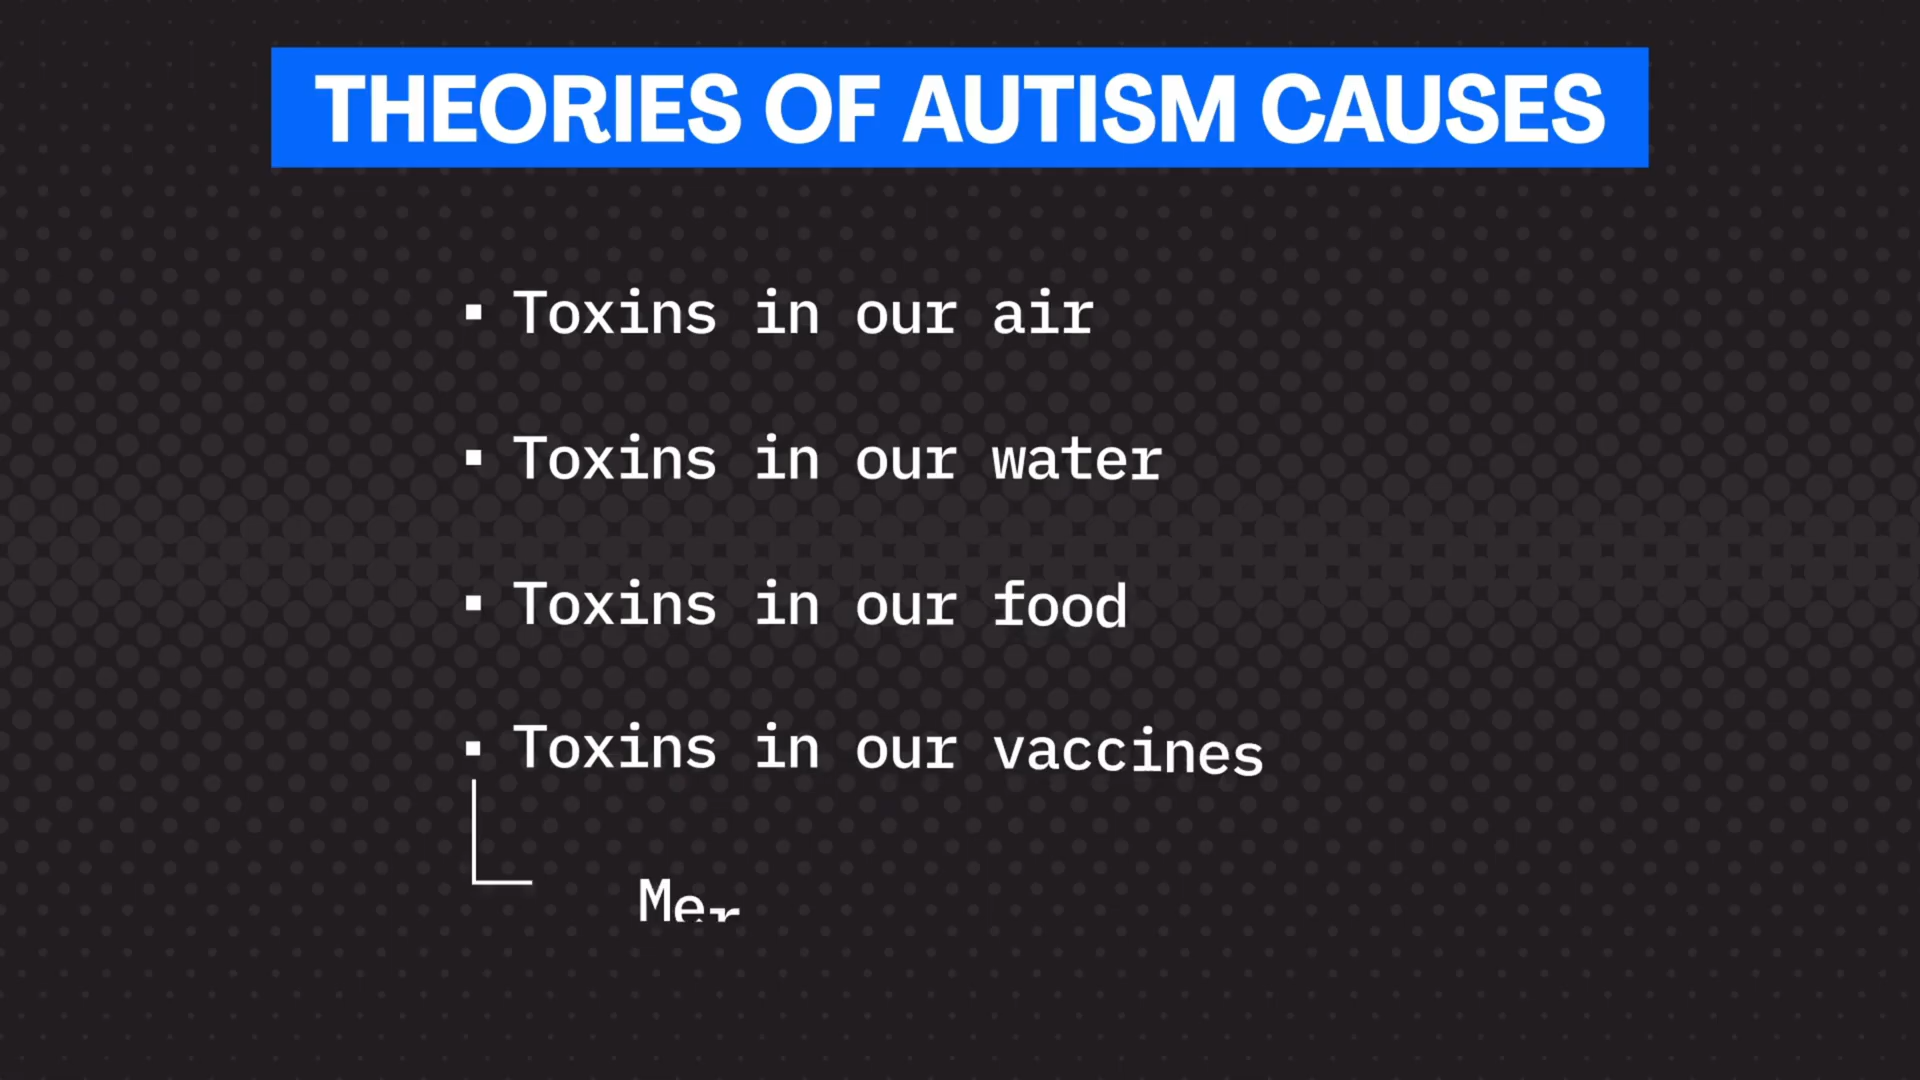 THEORIES OF AUTISM CAUSES
▪ Toxins in our air
▪ Toxins in our water
▪ Toxins in our food
▪ Toxins in our vaccines
Mer